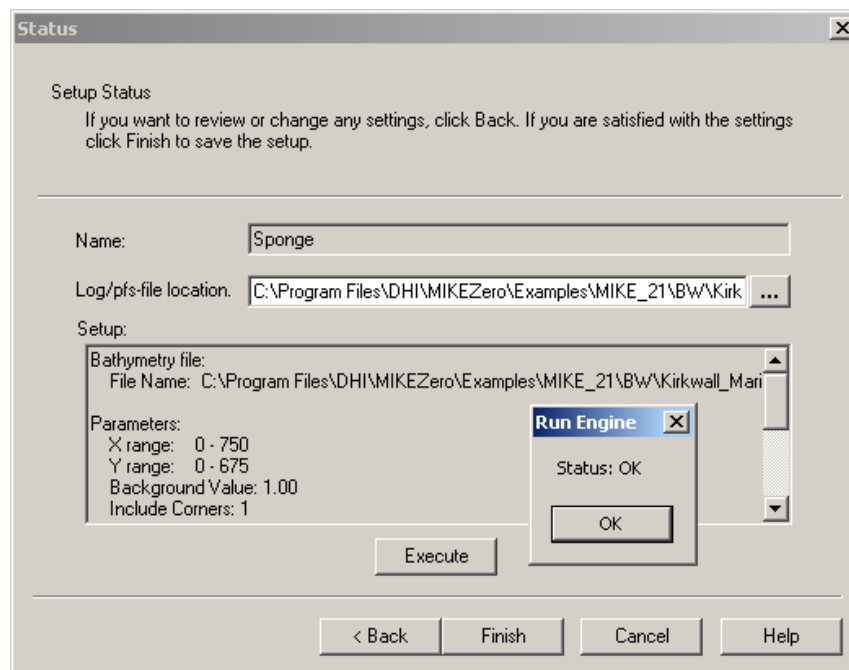 Status
Setup Status
If you want to review or change any settings, click Back. If you are satisfied with the settings
click Finish to save the setup.
Name:
Sponge
Log/pfs-file location.
C:\Program Files\DHI\MIKEZero\Examples\MIKE_21\BW\Kirk
...
Setup:
Bathymetry file:
File Name: C:\Program Files\DHI\MIKEZero\Examples\MIKE_21\BW\Kirkwall_Mari
Parameters:
X range: 0 - 750
Y range: 0 - 675
Background Value: 1.00
Include Corners: 1
Run Engine
Status: OK
OK
Execute
< Back
Finish
Cancel
Help